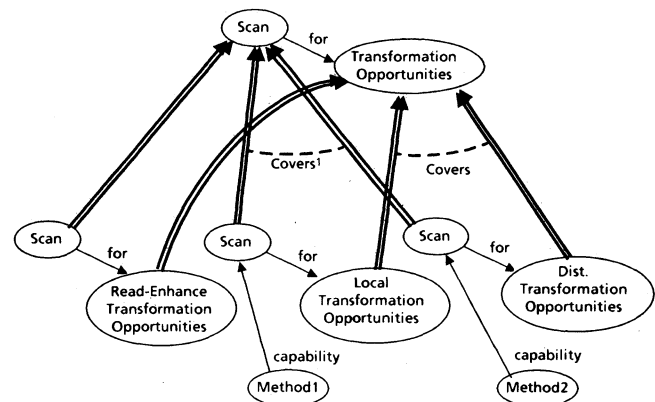 Scan
for
Transformation
Opportunities
Covers1
Covers
Scan
for
Read-Enhance
Transformation
Opportunities
Scan
for
Local
Transformation
Opportunities
Scan
for
Dist.
Transformation
Opportunities
capability
Method1
capability
Method2